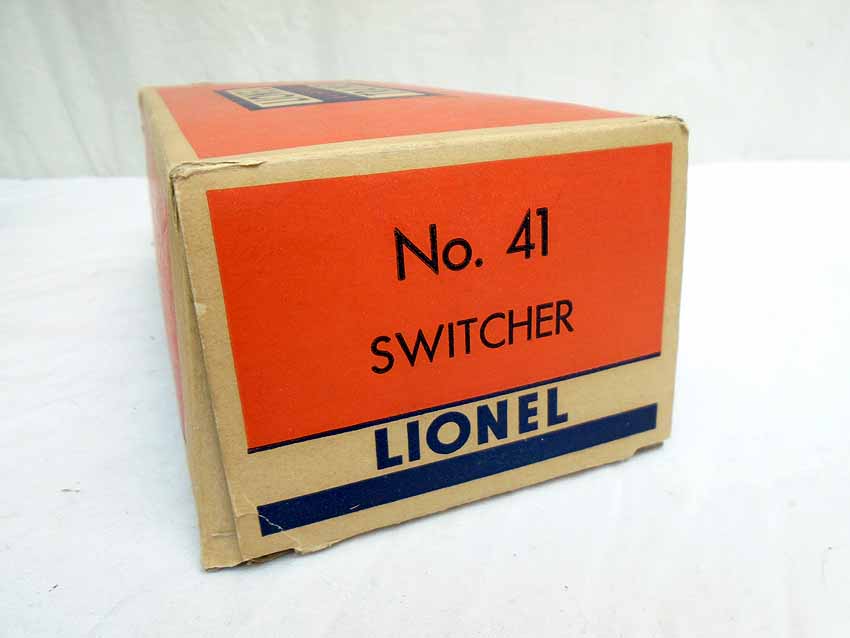 No. 41
SWITCHER
LIONEL